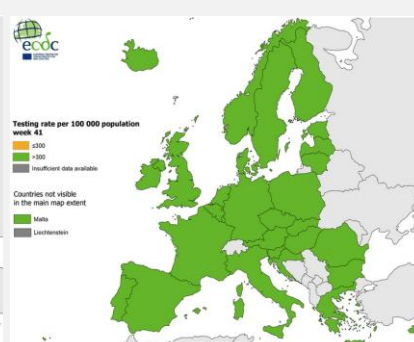 ecdc
Testing rate per 100 000 population
week 41
≤300
>300
Insufficient data available
Countries not visible
in the main map extent
Malta
Liechtenstein